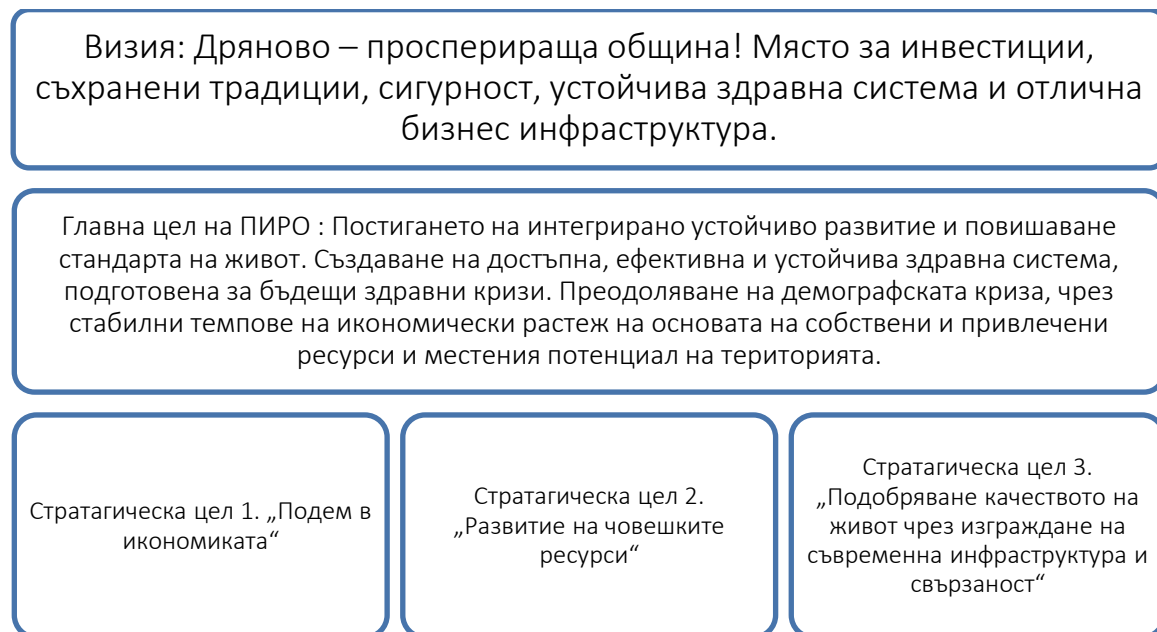 Визия: Дряново – просперираща община! Място за инвестиции,
съхранени традиции, сигурност, устойчива здравна система и отлична
бизнес инфраструктура.
Главна цел на ПИРО : Постигането на интегрирано устойчиво развитие и повишаване
стандарта на живот. Създаване на достъпна, ефективна и устойчива здравна система,
подготовена за бъдещи здравни кризи. Преодоляване на демографската криза, чрез
стабилни темпове на икономически растеж на основата на собствени и привлечени
ресурси и местения потенциал на територията.
Стратагическа цел 1. „Подем в
икономиката“
Стратагическа цел 2.
„Развитие на човешките
ресурси“
Стратагическа цел 3.
„Подобряване качеството на
живот чрез изграждане на
съвременна инфраструктура и
свързаност“